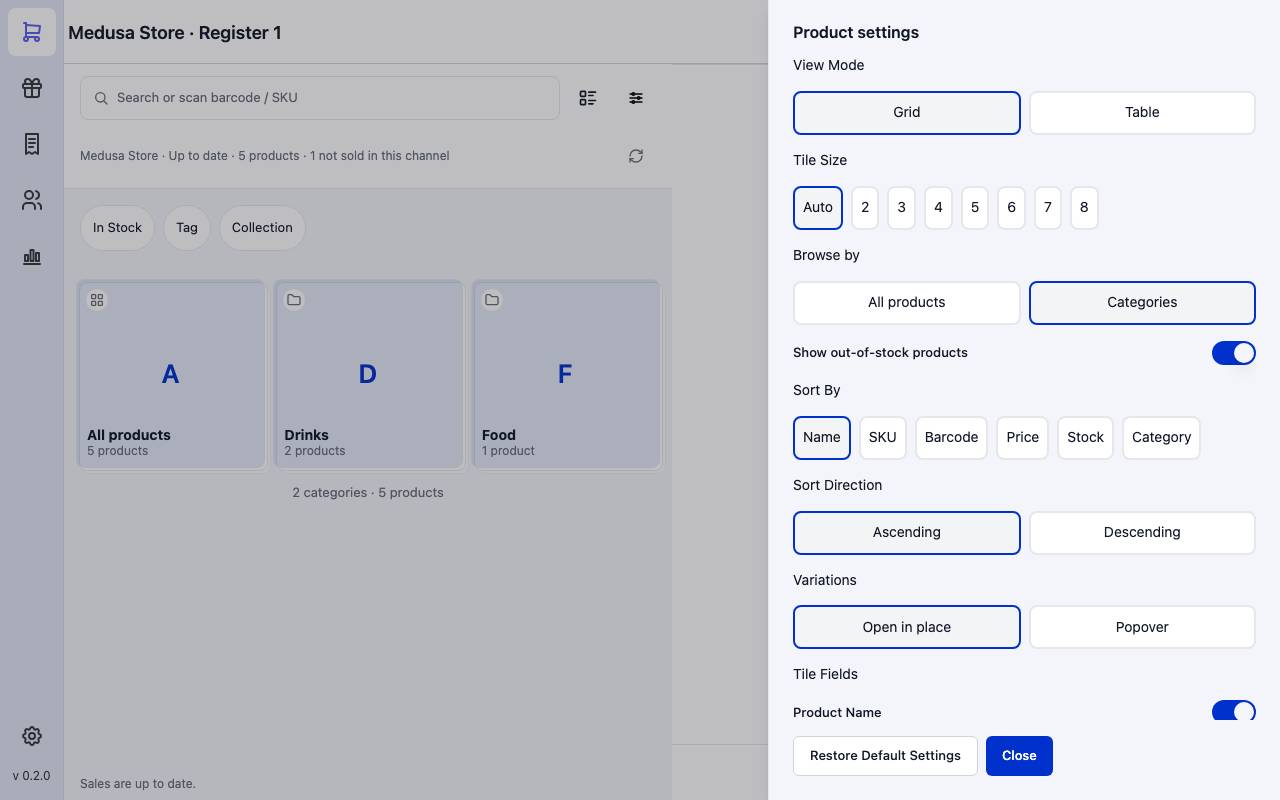 Medusa Store · Register 1
Search or scan barcode / SKU
Medusa Store · Up to date · 5 products · 1 not sold in this channel
In Stock
Tag
Collection
A
All products
5 products
D
Drinks
2 products
F
Food
1 product
2 categories · 5 products
Sales are up to date.
v 0.2.0
Product settings
View Mode
Grid
Table
Tile Size
Auto
2
3
4
5
6
7
8
Browse by
All products
Categories
Show out-of-stock products
Sort By
Name
SKU
Barcode
Price
Stock
Category
Sort Direction
Ascending
Descending
Variations
Open in place
Popover
Tile Fields
Product Name
Restore Default Settings
Close